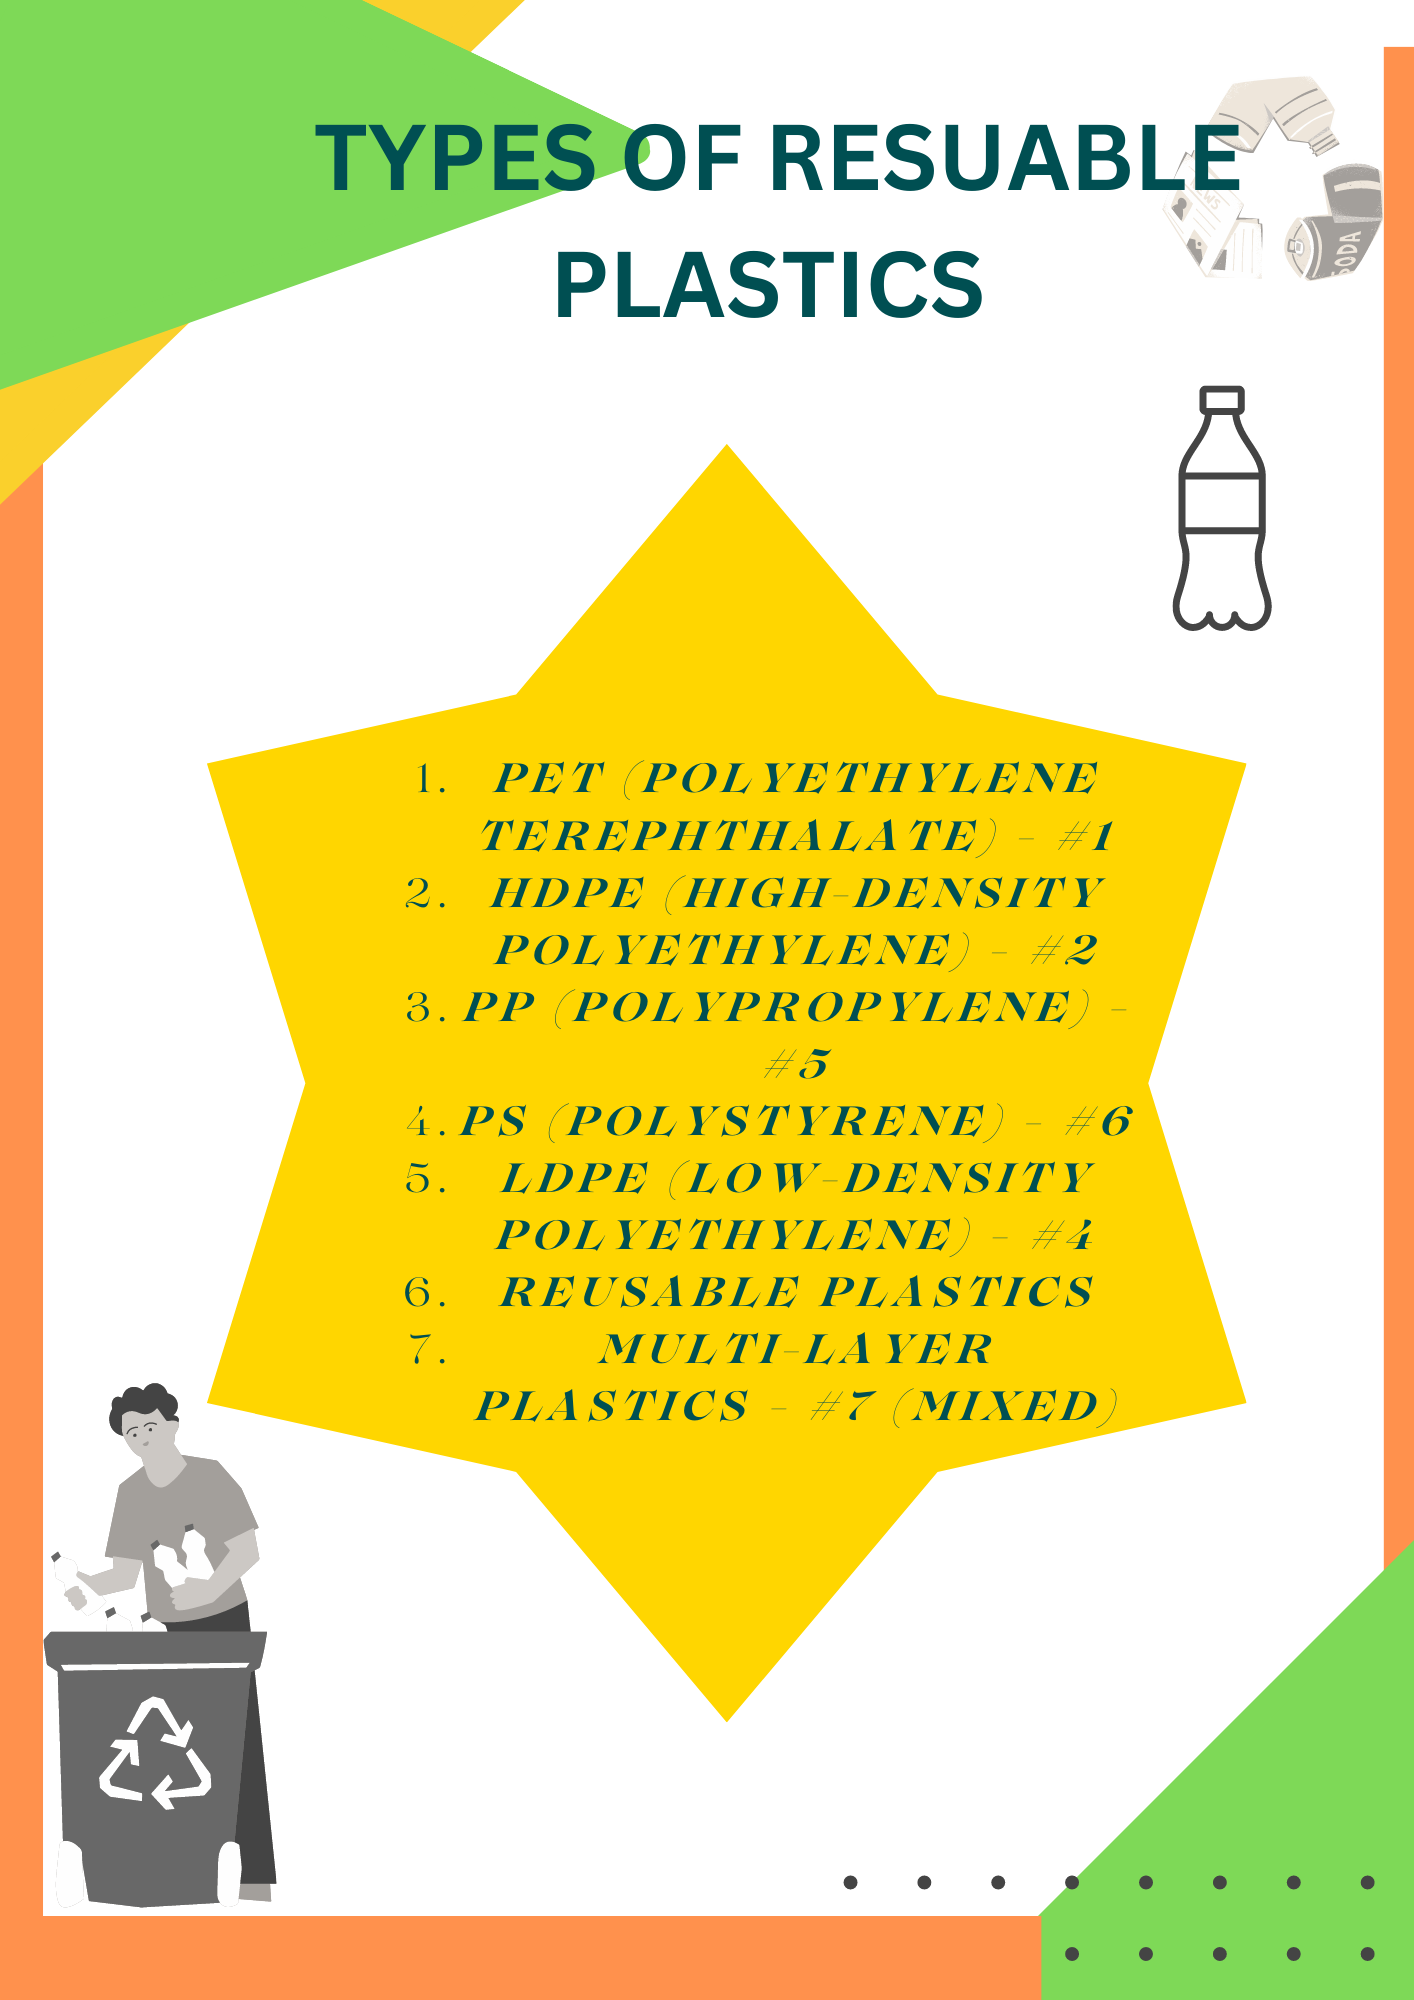 TYPES OF RESUABLE
PLASTICS
NEWS
SODA
1. PET (POLYETHYLENE
TEREPHTHALATE) - #1
2. HDPE (HIGH-DENSITY
POLYETHYLENE) - #2
3. PP (POLYPROPYLENE) -
#5
4. PS (POLYSTYRENE) - #6
5. LDPE (LOW-DENSITY
POLYETHYLENE) - #4
6. REUSABLE PLASTICS
7. MULTI-LAYER
PLASTICS - #7 (MIXED)